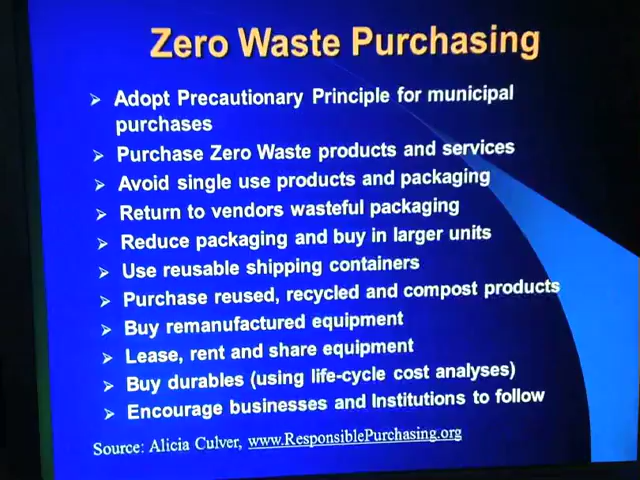 Zero Waste Purchasing
➢ Adopt Precautionary Principle for municipal
purchases
➢ Purchase Zero Waste products and services
➢ Avoid single use products and packaging
➢ Return to vendors wasteful packaging
➢ Reduce packaging and buy in larger units
➢ Use reusable shipping containers
➢ Purchase reused, recycled and compost products
➢ Buy remanufactured equipment
➢ Lease, rent and share equipment
➢ Buy durables (using life-cycle cost analyses)
➢ Encourage businesses and Institutions to follow
Source: Alicia Culver, www.ResponsiblePurchasing.org